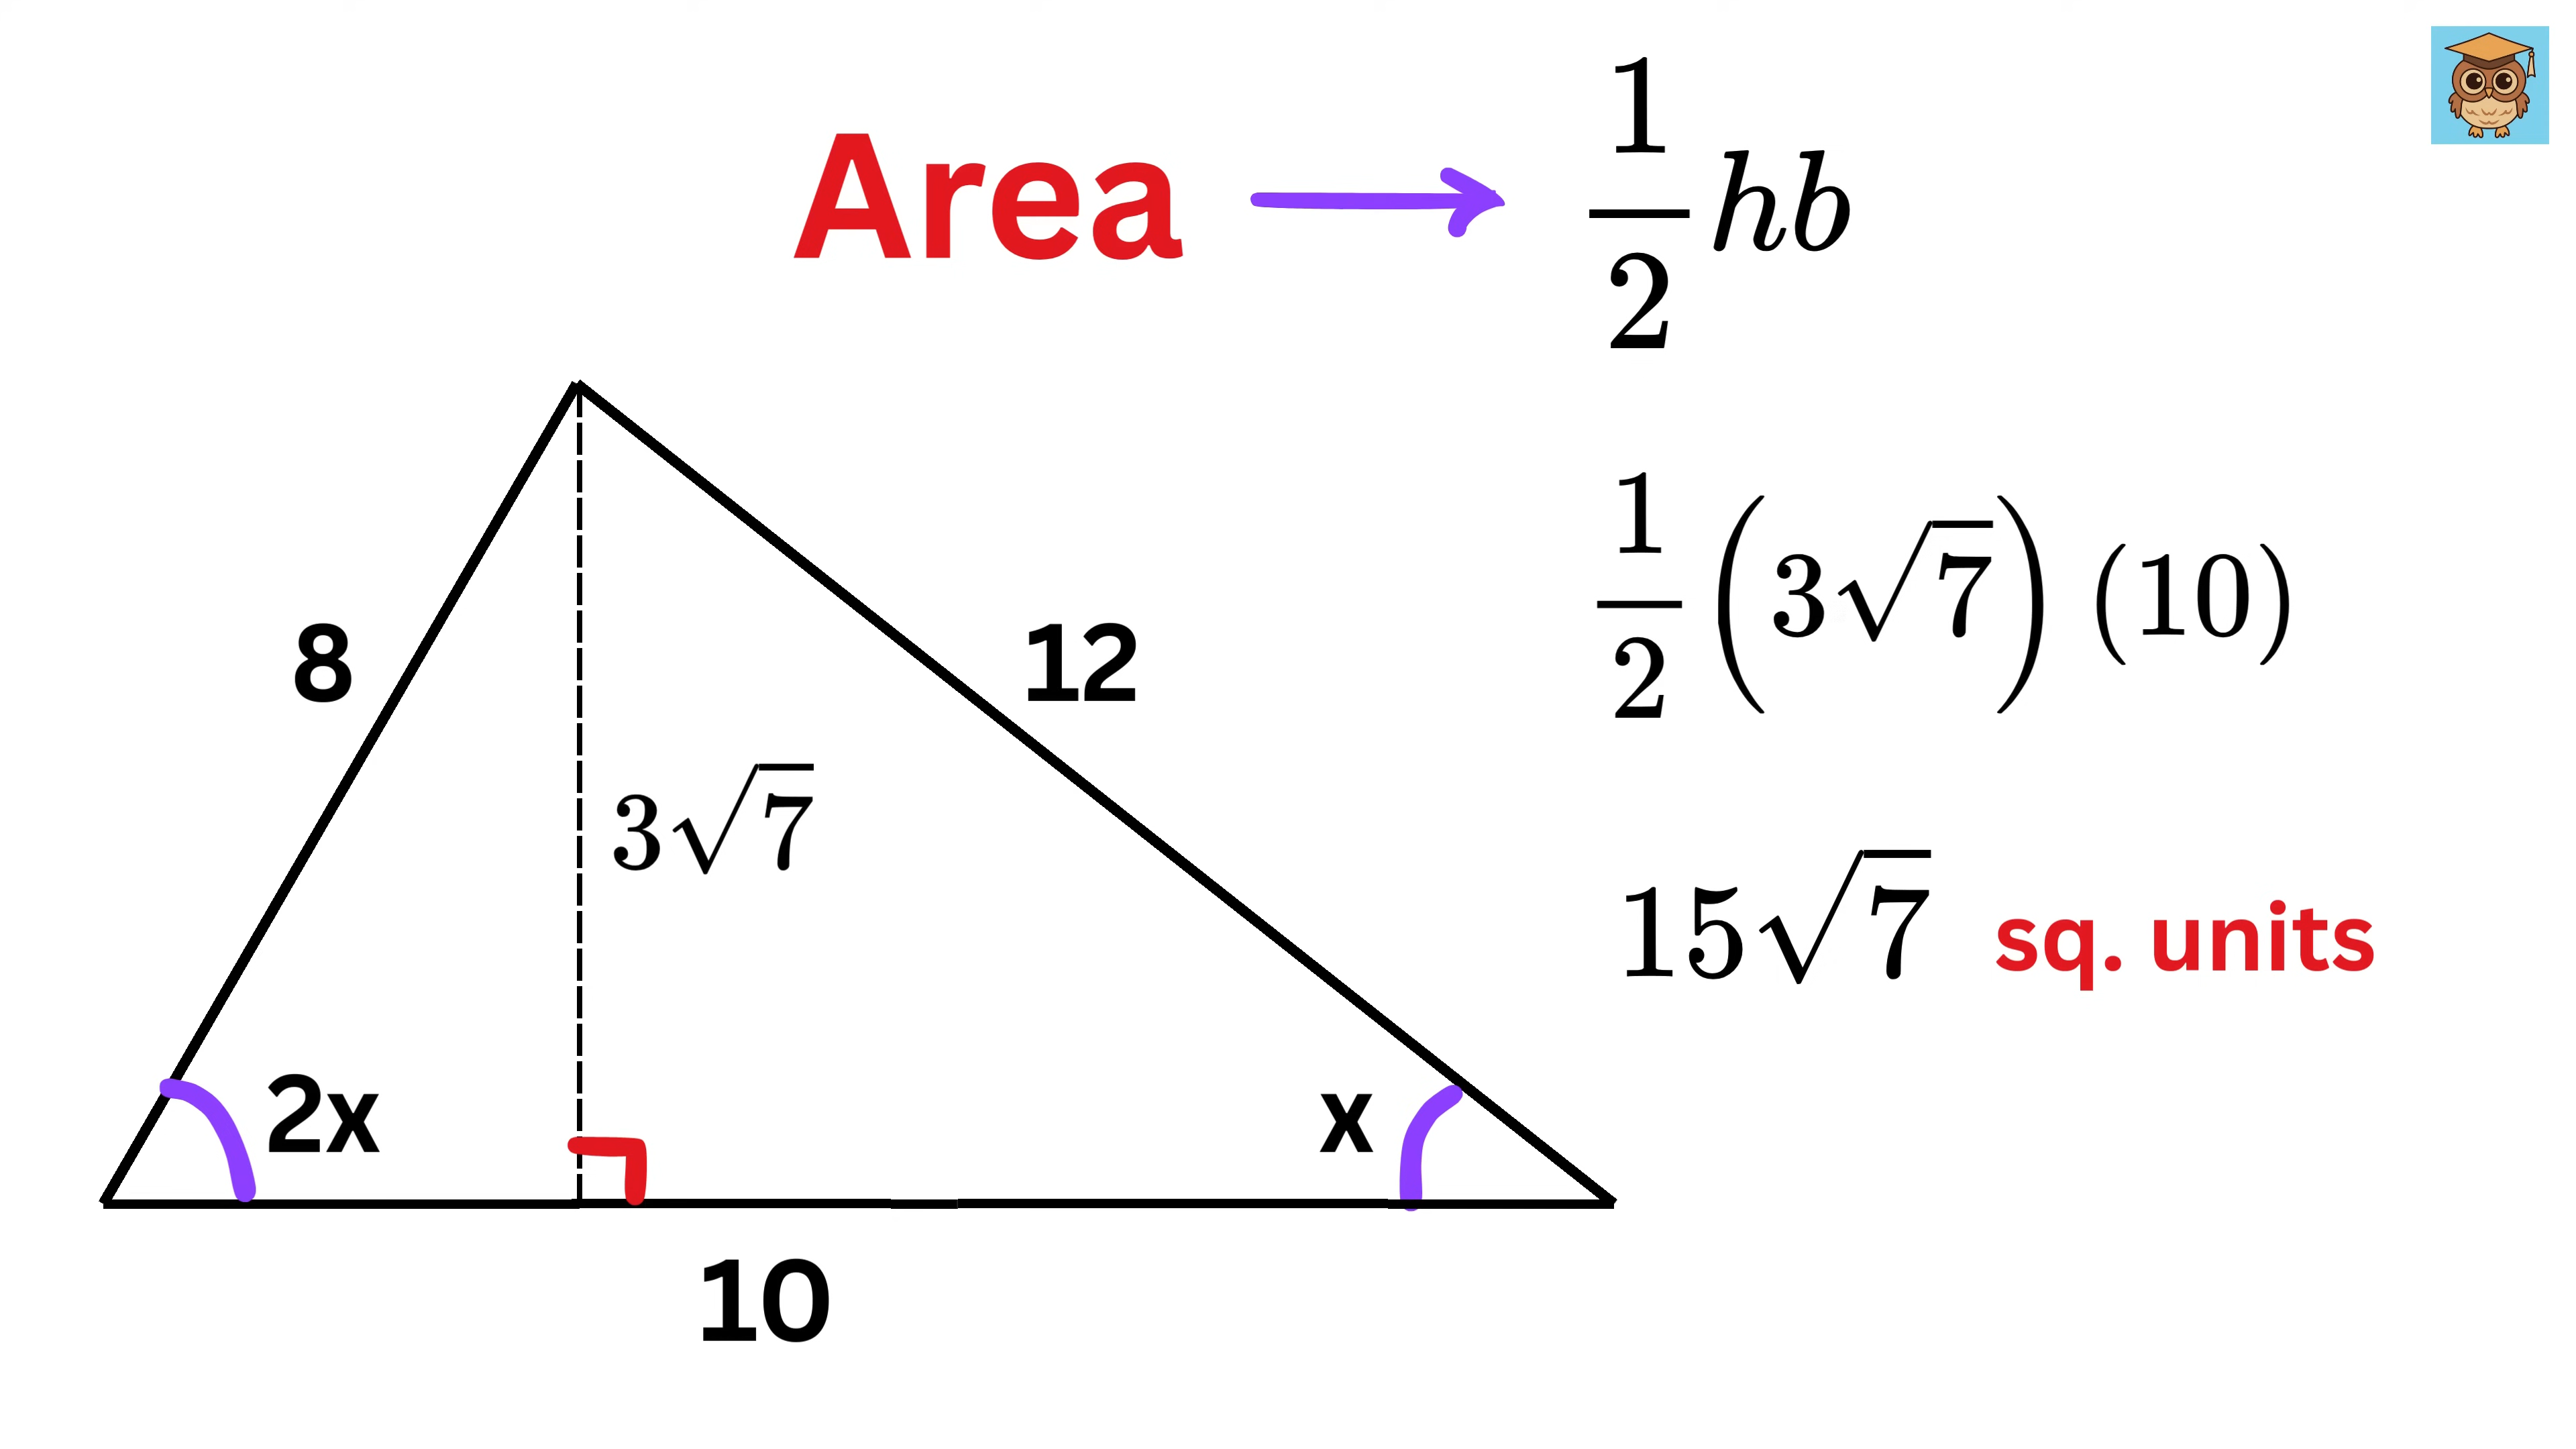 Area → 1/2 hb
1/2 (3√7) (10)
8
12
3√7
15√7 sq. units
2x
x
10